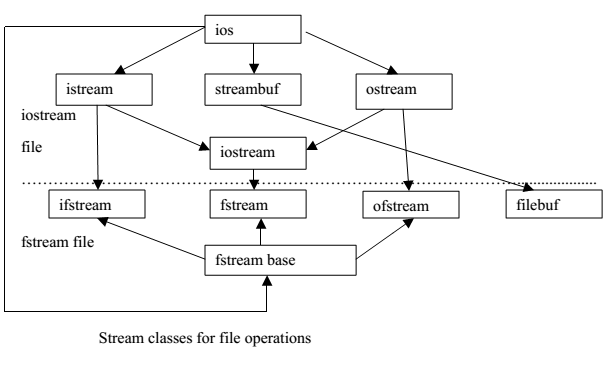 ios
istream
streambuf
ostream
iostream
file
iostream
ifstream
fstream
ofstream
filebuf
fstream file
fstream base
Stream classes for file operations